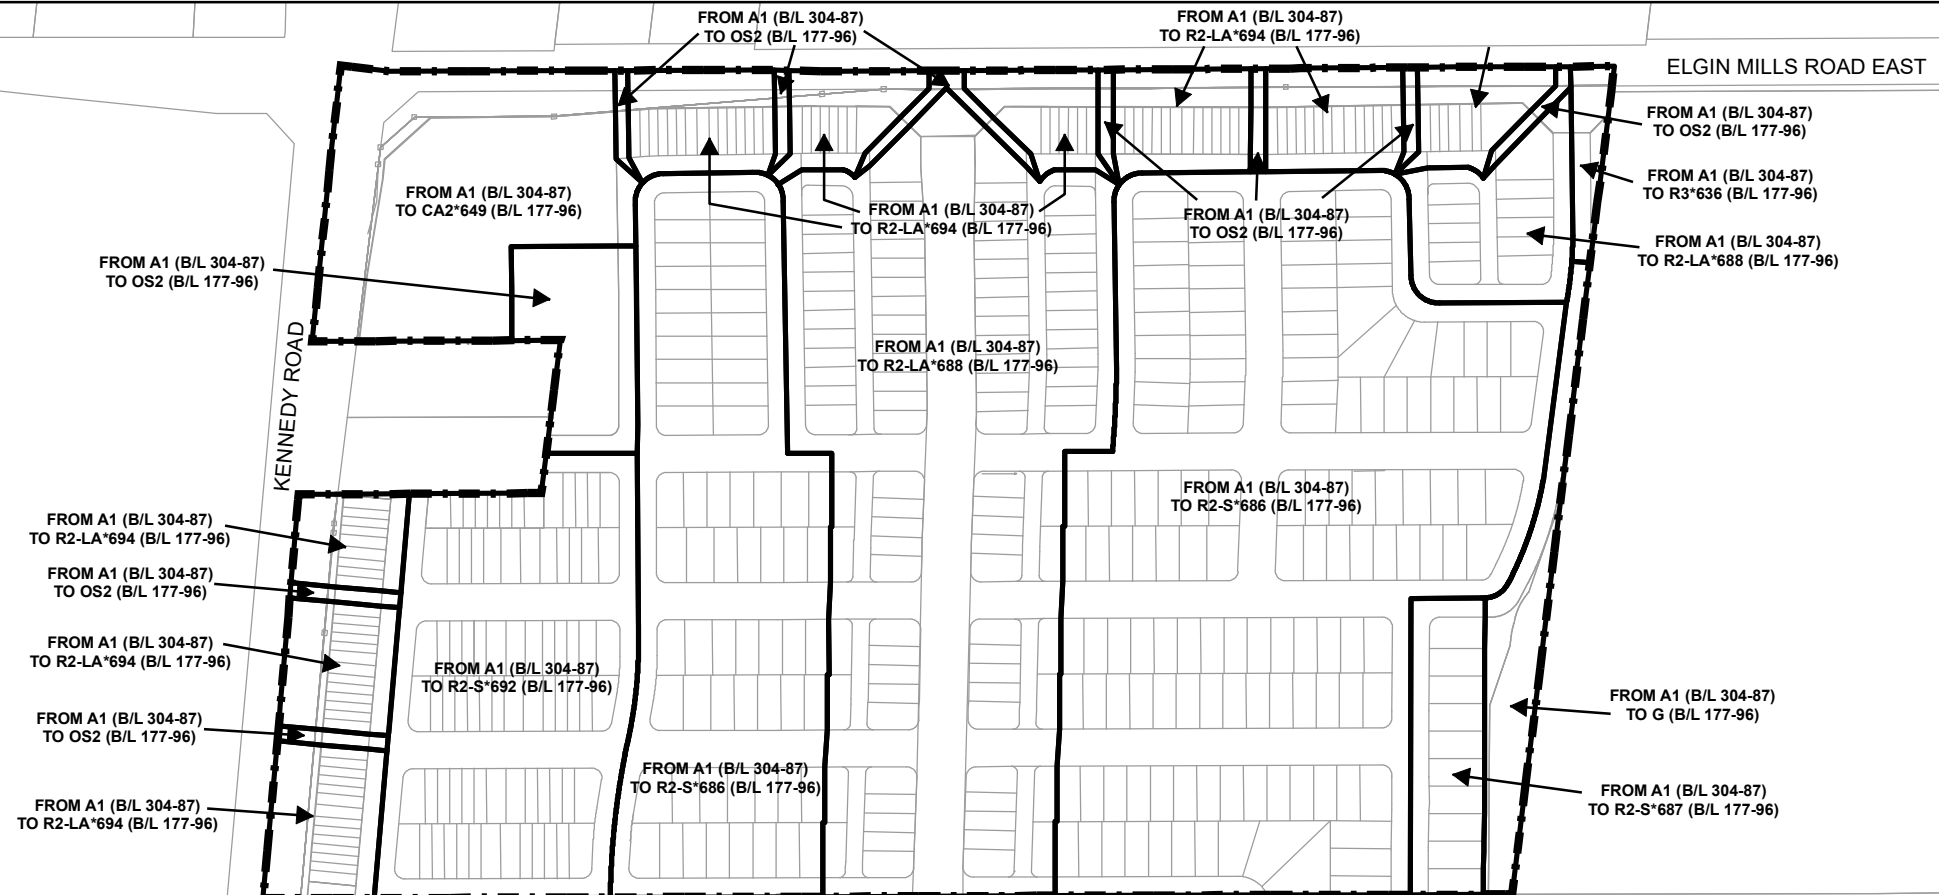 FROM A1 (B/L 304-87)
TO OS2 (B/L 177-96)
FROM A1 (B/L 304-87)
TO R2-LA*694 (B/L 177-96)
ELGIN MILLS ROAD EAST
FROM A1 (B/L 304-87)
TO OS2 (B/L 177-96)
FROM A1 (B/L 304-87)
TO R3*636 (B/L 177-96)
FROM A1 (B/L 304-87)
TO CA2*649 (B/L 177-96)
FROM A1 (B/L 304-87)
TO R2-LA*694 (B/L 177-96)
FROM A1 (B/L 304-87)
TO OS2 (B/L 177-96)
FROM A1 (B/L 304-87)
TO R2-LA*688 (B/L 177-96)
FROM A1 (B/L 304-87)
TO OS2 (B/L 177-96)
FROM A1 (B/L 304-87)
TO R2-LA*688 (B/L 177-96)
KENNEDY ROAD
FROM A1 (B/L 304-87)
TO R2-S*686 (B/L 177-96)
FROM A1 (B/L 304-87)
TO R2-LA*694 (B/L 177-96)
FROM A1 (B/L 304-87)
TO OS2 (B/L 177-96)
FROM A1 (B/L 304-87)
TO R2-LA*694 (B/L 177-96)
FROM A1 (B/L 304-87)
TO R2-S*692 (B/L 177-96)
FROM A1 (B/L 304-87)
TO G (B/L 177-96)
FROM A1 (B/L 304-87)
TO OS2 (B/L 177-96)
FROM A1 (B/L 304-87)
TO R2-S*686 (B/L 177-96)
FROM A1 (B/L 304-87)
TO R2-S*687 (B/L 177-96)
FROM A1 (B/L 304-87)
TO R2-LA*694 (B/L 177-96)